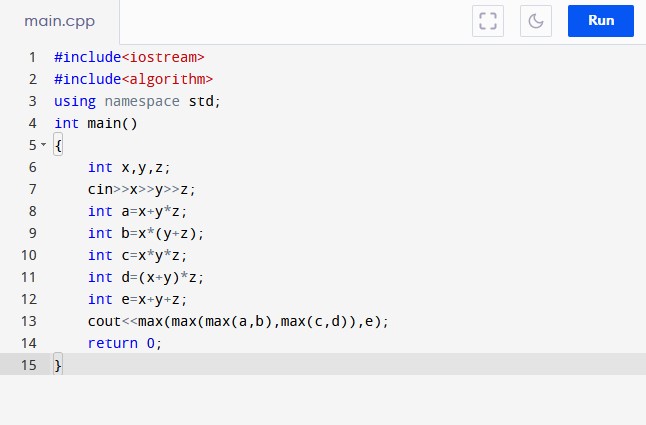 main.cpp
Run
1 #include<iostream>
2 #include<algorithm>
3 using namespace std;
4 int main()
5 {
6 int x,y,z;
7 cin>>x>>y>>z;
8 int a=x+y*z;
9 int b=x*(y+z);
10 int c=x*y*z;
11 int d=(x+y)*z;
12 int e=x+y+z;
13 cout<<max(max(max(a,b),max(c,d)),e);
14 return 0;
15 }